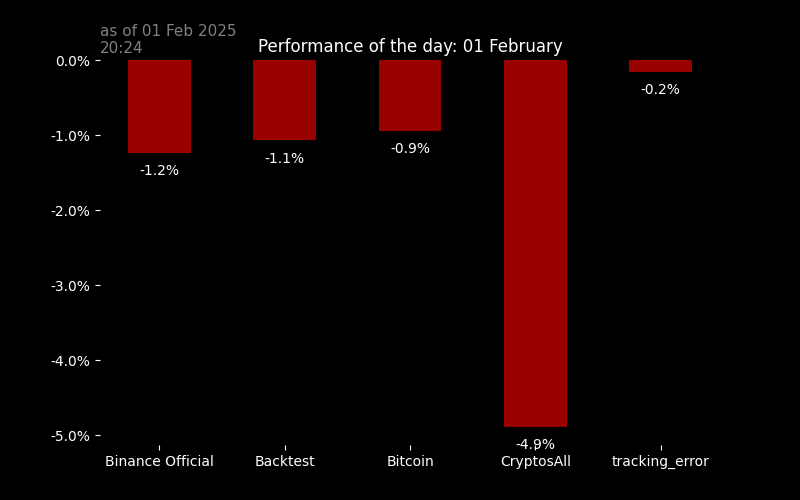 as of 01 Feb 2025
20:24
Performance of the day: 01 February
0.0%
-1.0%
-2.0%
-3.0%
-4.0%
-5.0%
-1.2%
-1.1%
-0.9%
-4.9%
-0.2%
Binance Official
Backtest
Bitcoin
CryptosAll
tracking_error